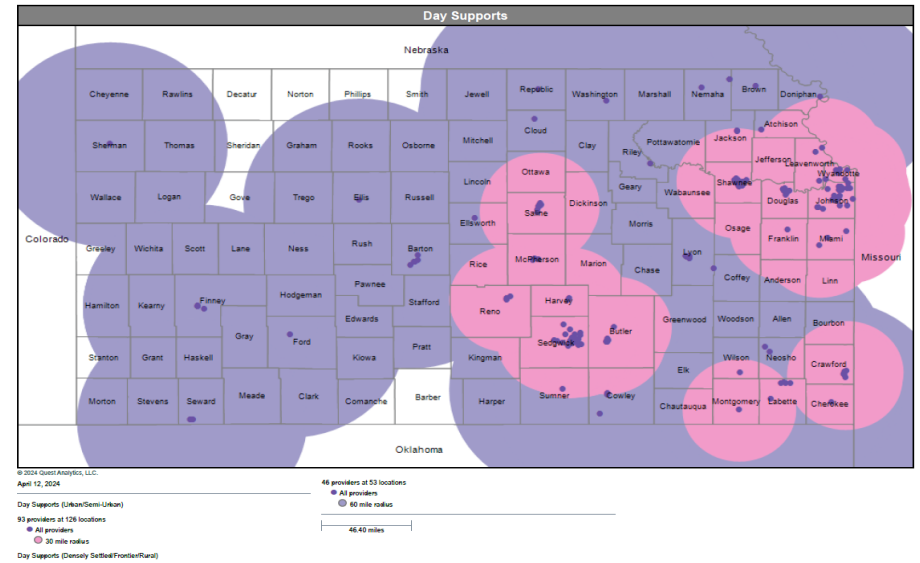 Day Supports
Nebraska
Cheyenne Rawlins Decatur Norton Phillips Smith Jewell Republic Washington Marshall Nemaha Brown Doniphan
Sherman Thomas Sheridan Graham Rooks Osborne Mitchell Cloud Clay Riley Pottawatomie Jackson Atchison
Jefferson Leavenworth
Wyandotte
Wallace Logan Gove Trego Ellis Russell Lincoln Ottawa Geary Wabaunsee Shawnee Douglas Johnson
Ellsworth Saline Dickinson Morris Osage Franklin Miami
Colorado
Missouri
Greeley Wichita Scott Lane Ness Rush Barton Rice McPherson Marion Chase Lyon Coffey Anderson Linn
Hamilton Kearny Finney Hodgeman Pawnee Stafford Reno Harvey Butler Greenwood Woodson Allen Bourbon
Gray Ford Edwards
Stanton Grant Haskell Kiowa Pratt Kingman Sedgwick Elk Wilson Neosho Crawford
Morton Stevens Seward Meade Clark Comanche Barber Harper Sumner Cowley Chautauqua Montgomery Labette Cherokee
Oklahoma
© 2024 Quest Analytics, LLC.
April 12, 2024
Day Supports (Urban/Semi-Urban)
93 providers at 126 locations
All providers
30 mile radius
Day Supports (Densely Settled/Frontier/Rural)
46 providers at 53 locations
All providers
60 mile radius
46.40 miles